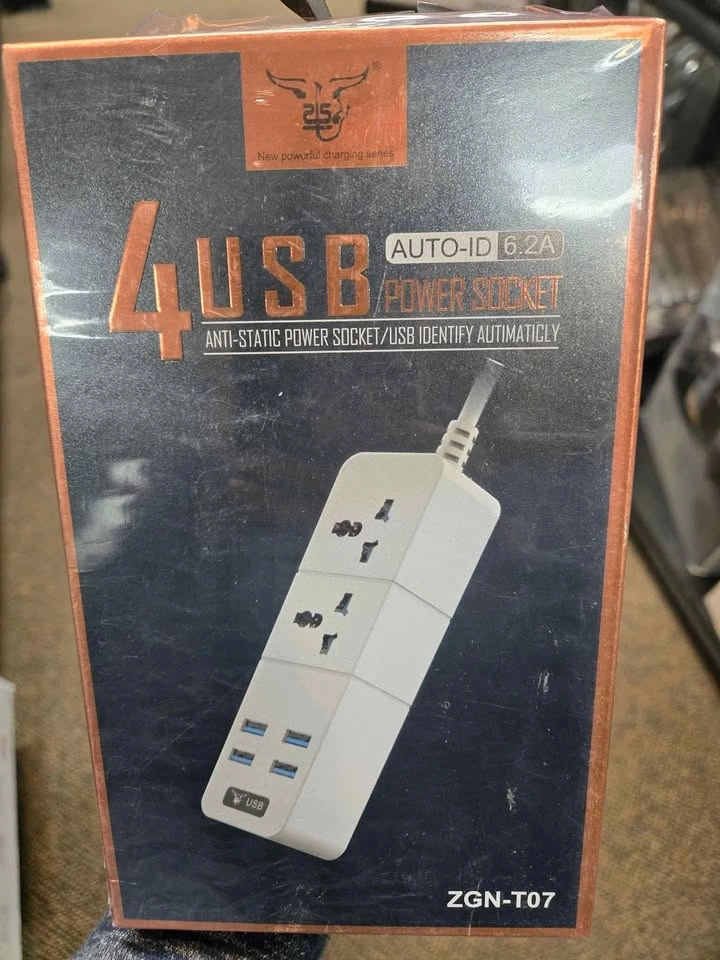 ®
New powerful charging series
4USB
AUTO-ID 6.2A
POWER SOCKET
ANTI-STATIC POWER SOCKET/USB IDENTIFY AUTIMATICLY
USB
ZGN-T07